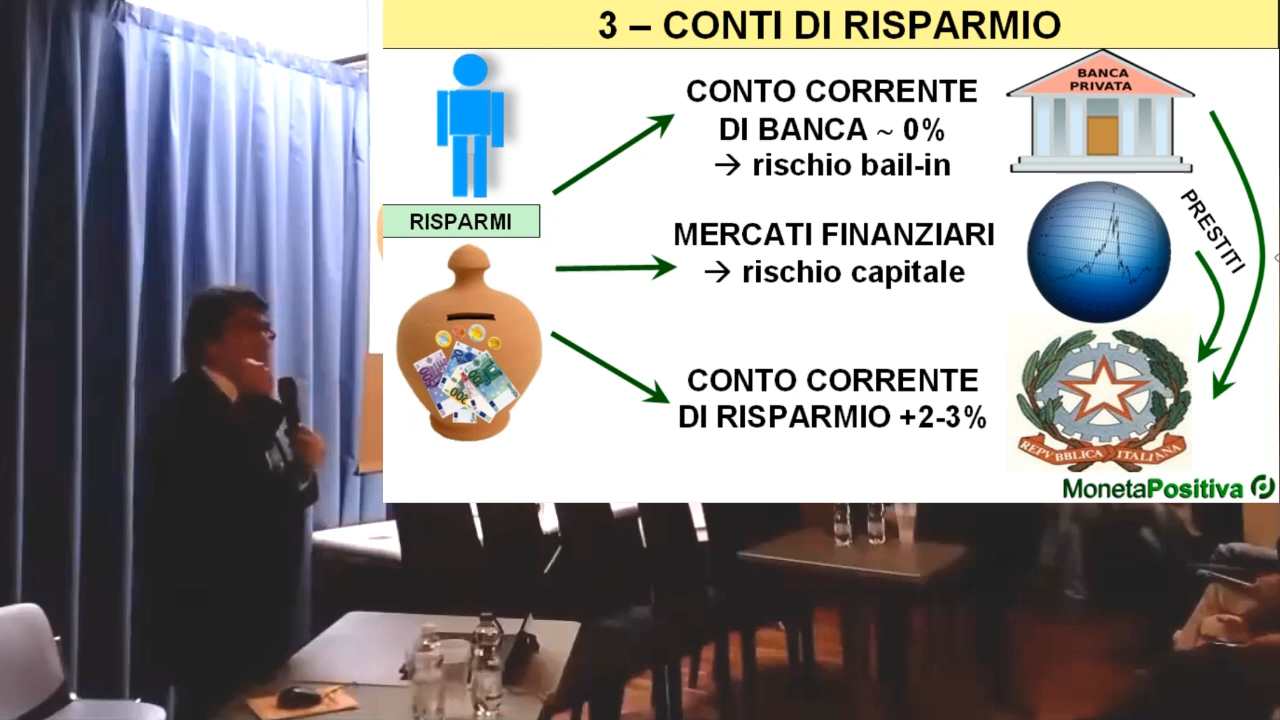 3 – CONTI DI RISPARMIO
CONTO CORRENTE
DI BANCA ~ 0%
→ rischio bail-in
BANCA
PRIVATA
RISPARMI
MERCATI FINANZIARI
→ rischio capitale
PRESTITI
CONTO CORRENTE
DI RISPARMIO +2-3%
REPVBBLICA ITALIANA
MonetaPositiva